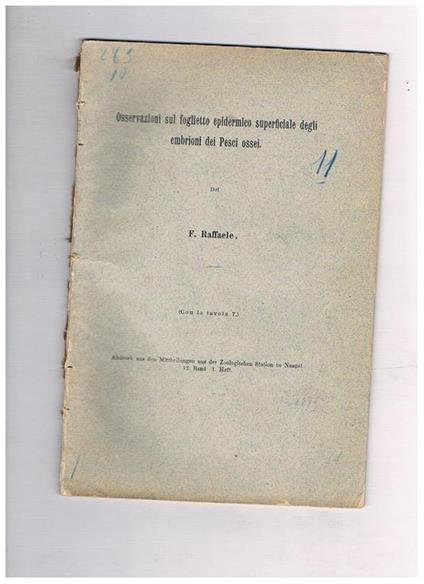 283
10
Osservazioni sul foglietto epidermico superficiale degli
embrioni dei Pesci ossei.
11
Del
F. Raffaele.
(Con la tavola 7.)
Abdruck aus den Mittheilungen aus der Zoologischen Station zu Neapel.
12. Band 1. Heft.